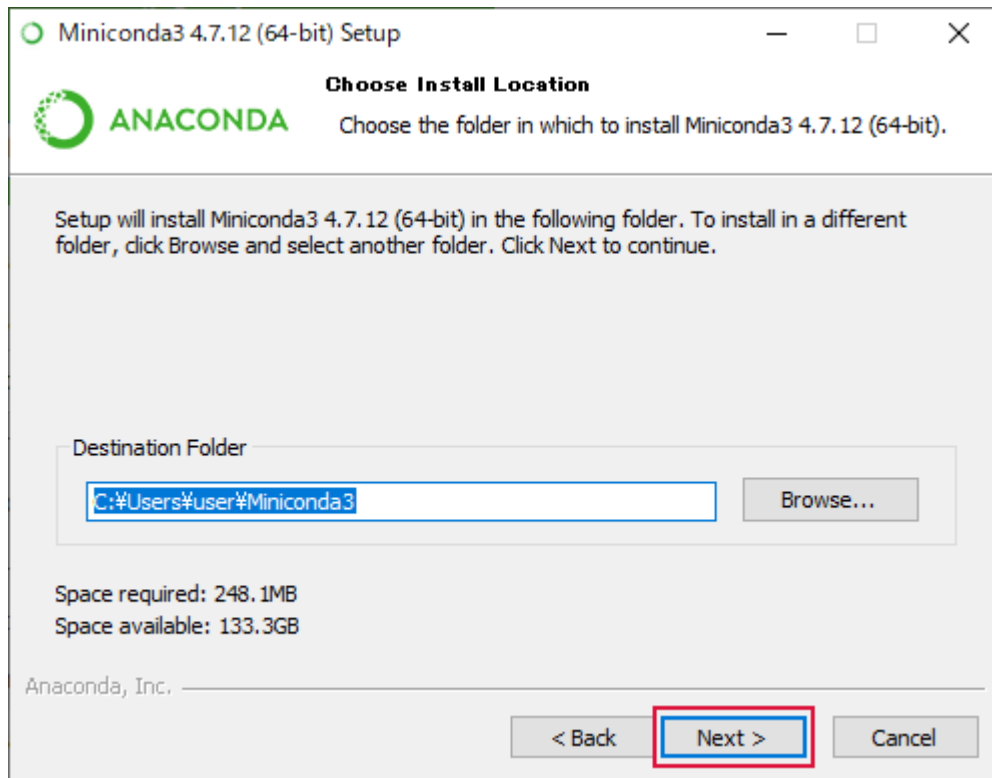 Miniconda3 4.7.12 (64-bit) Setup
Choose Install Location
ANACONDA
Choose the folder in which to install Miniconda3 4.7.12 (64-bit).
Setup will install Miniconda3 4.7.12 (64-bit) in the following folder. To install in a different
folder, click Browse and select another folder. Click Next to continue.
Destination Folder
C:¥Users¥user¥Miniconda3
Browse...
Space required: 248.1MB
Space available: 133.3GB
Anaconda, Inc.
< Back
Next >
Cancel